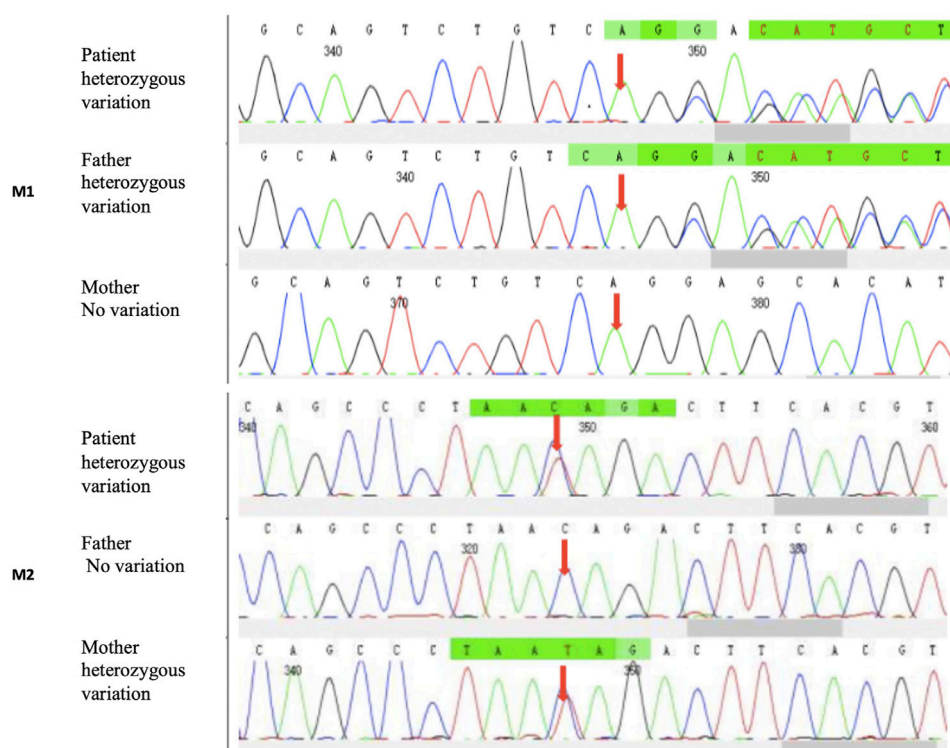 G C A G T C T G T C A G G A C A T G C T
340 350
Patient
heterozygous
variation
G C A G T C T G T C A G G A C A T G C T
340 350
Father
heterozygous
variation
M1
G C A G T C T G T C A G G A G C A C A T
370 380
Mother
No variation
C A G C C C T A A C A G A C T T C A C G T
340 350 360
Patient
heterozygous
variation
C A G C C C T A A C A G A C T T C A C G T
320 330
Father
No variation
M2
C A G C C C T A A T A G A C T T C A C G T
340 350
Mother
heterozygous
variation